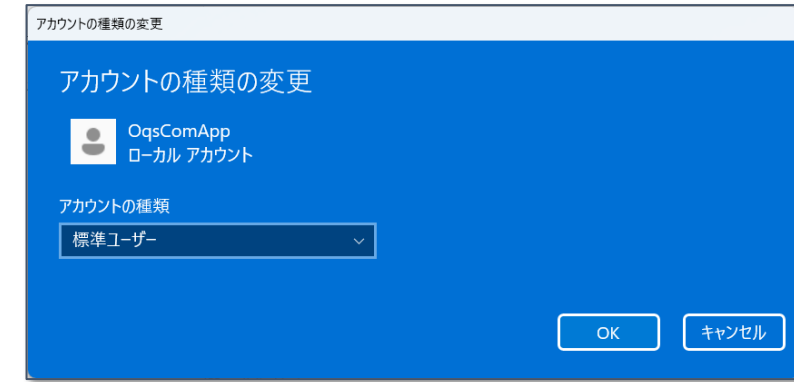 アカウントの種類の変更
アカウントの種類の変更
OqsComApp
ローカル アカウント
アカウントの種類
標準ユーザー
OK
キャンセル